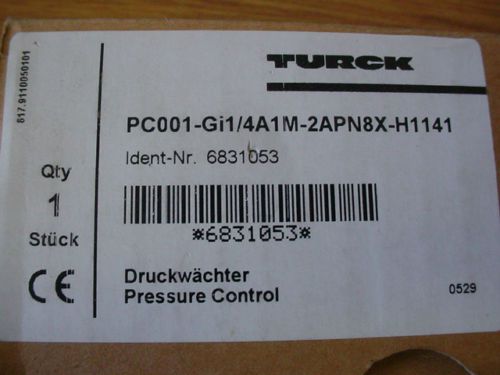 817.9110050101
TURCK
PC001-Gi1/4A1M-2APN8X-H1141
Ident-Nr. 6831053
Qty
1
Stück
*6831053*
CE
Druckwächter
Pressure Control
0529